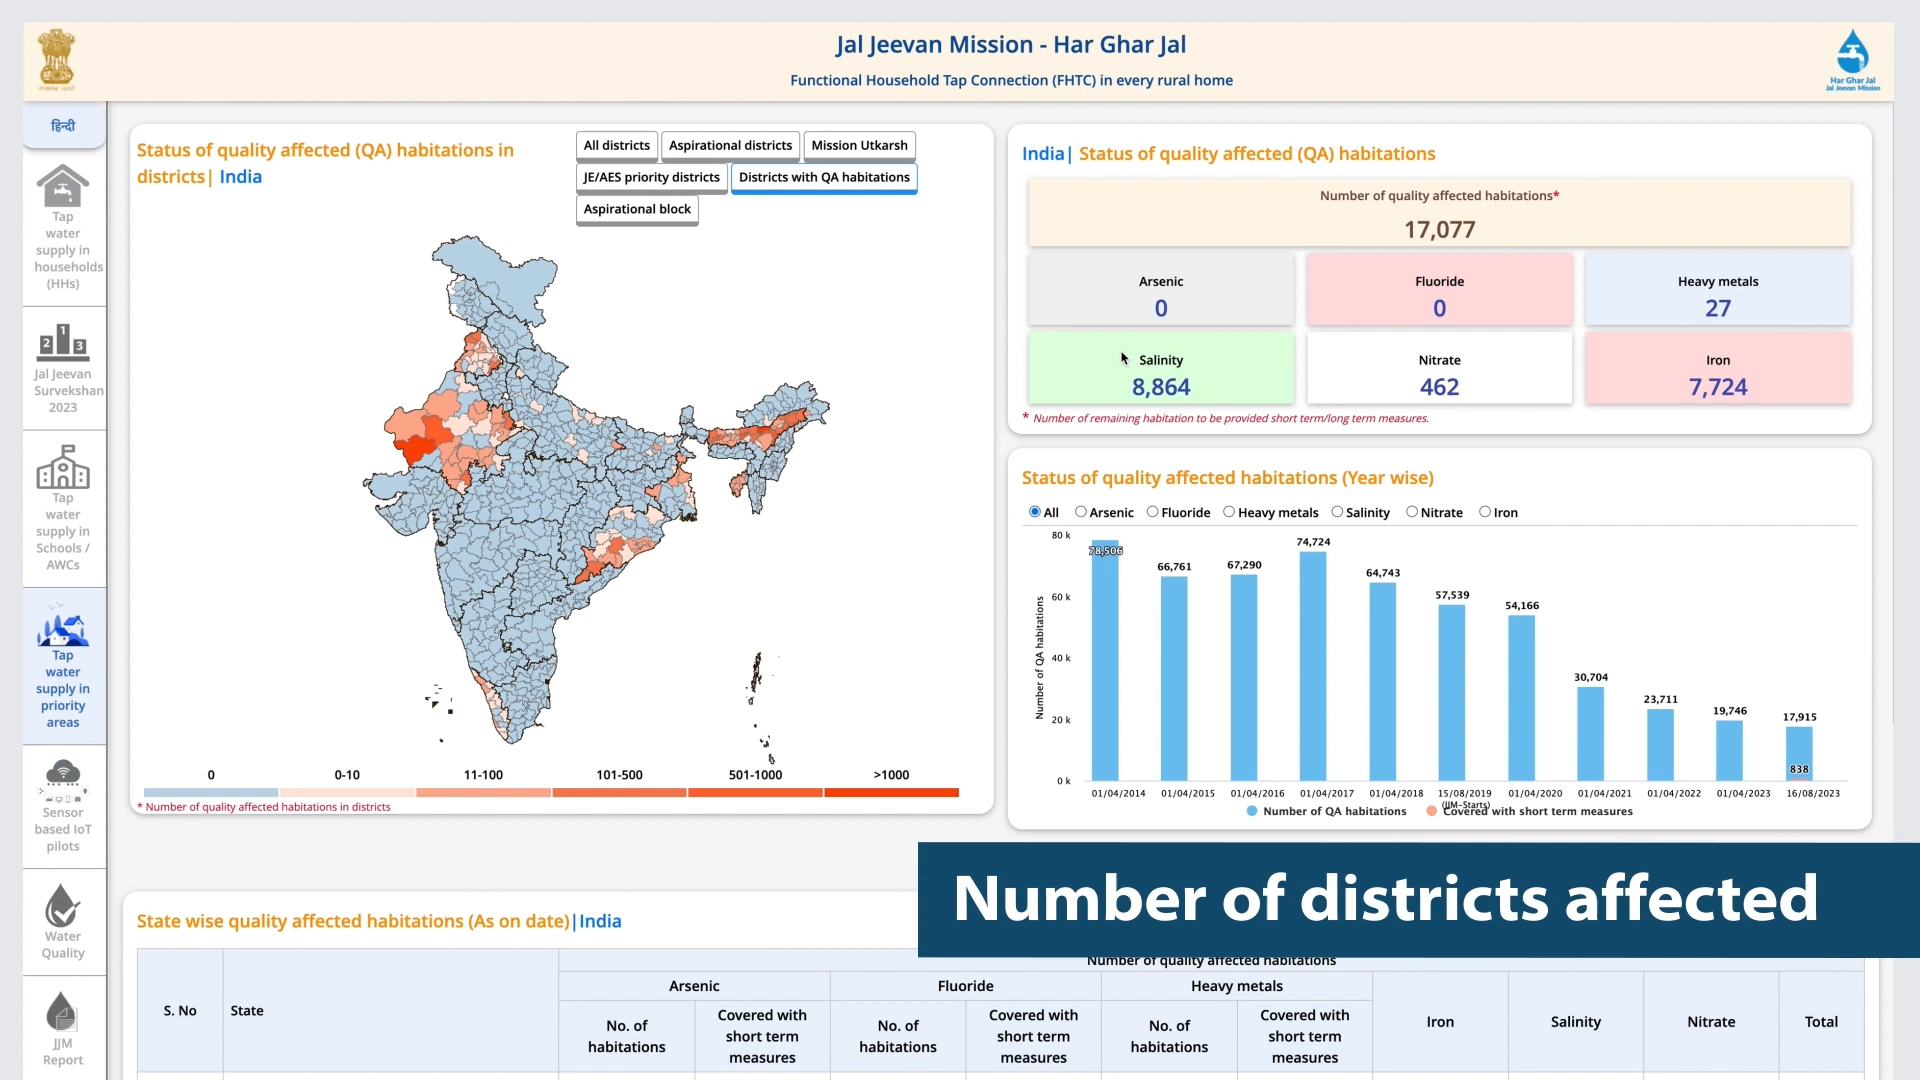 Jal Jeevan Mission - Har Ghar Jal
Functional Household Tap Connection (FHTC) in every rural home
Har Ghar Jal
Jal Jeevan Mission
हिन्दी
Tap
water
supply in
households
(HHs)
1
2
3
Jal Jeevan
Survekshan
2023
Tap
water
supply in
Schools /
AWCs
Tap
water
supply in
priority
areas
Sensor
based IoT
pilots
Water
Quality
JJM
Report
Status of quality affected (QA) habitations in
districts| India
All districts
Aspirational districts
Mission Utkarsh
JE/AES priority districts
Districts with QA habitations
Aspirational block
0
0-10
11-100
101-500
501-1000
>1000
* Number of quality affected habitations in districts
India| Status of quality affected (QA) habitations
Number of quality affected habitations*
17,077
Arsenic
0
Fluoride
0
Heavy metals
27
Salinity
8,864
Nitrate
462
Iron
7,724
* Number of remaining habitation to be provided short term/long term measures.
Status of quality affected habitations (Year wise)
All Arsenic Fluoride Heavy metals Salinity Nitrate Iron
Number of QA habitations
80 k
60 k
40 k
20 k
0 k
78,506
66,761
67,290
74,724
64,743
57,539
54,166
30,704
23,711
19,746
17,915
838
01/04/2014
01/04/2015
01/04/2016
01/04/2017
01/04/2018
15/08/2019
(JJM-Starts)
01/04/2020
01/04/2021
01/04/2022
01/04/2023
16/08/2023
Number of QA habitations
Covered with short term measures
Number of districts affected
State wise quality affected habitations (As on date)|India
Number of quality affected habitations
S. No
State
Arsenic
Fluoride
Heavy metals
No. of
habitations
Covered with
short term
measures
No. of
habitations
Covered with
short term
measures
No. of
habitations
Covered with
short term
measures
Iron
Salinity
Nitrate
Total